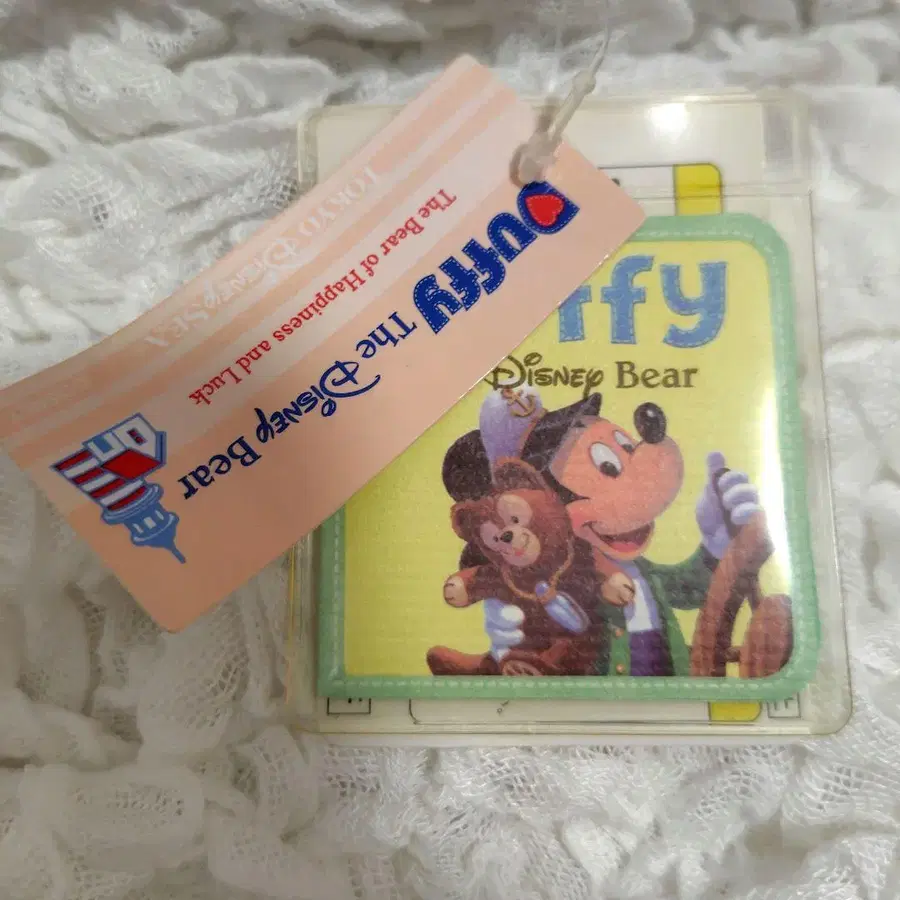 Duffy
The Disney Bear
The Bear of Happiness and Luck
TOKYO DISNEYSEA
ffy
Disney Bear